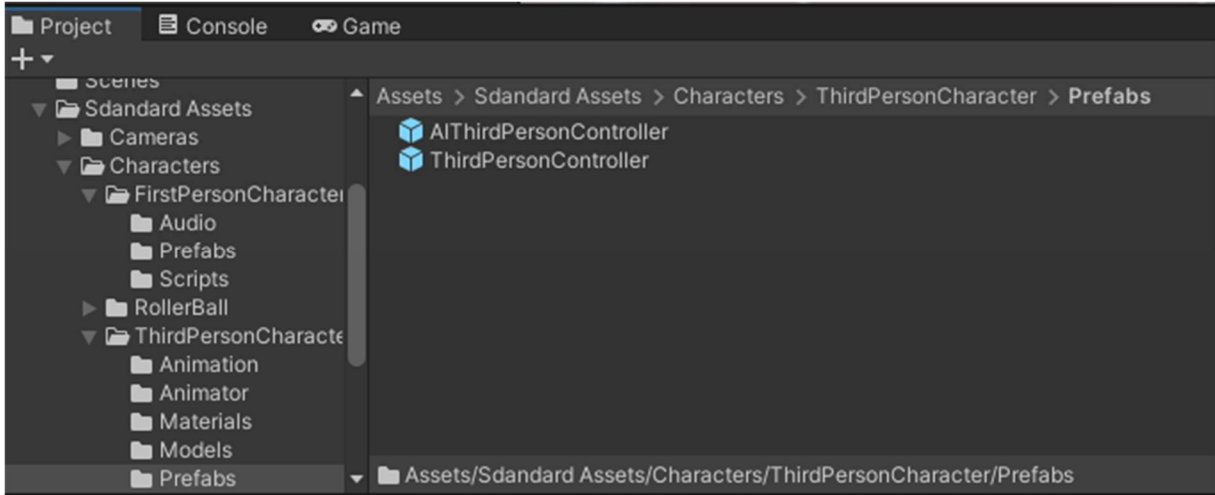 Project Console Game
Scenes
Sdandard Assets
Cameras
Characters
FirstPersonCharacter
Audio
Prefabs
Scripts
RollerBall
ThirdPersonCharacte
Animation
Animator
Materials
Models
Prefabs
Assets > Sdandard Assets > Characters > ThirdPersonCharacter > Prefabs
AIThirdPersonController
ThirdPersonController
Assets/Sdandard Assets/Characters/ThirdPersonCharacter/Prefabs